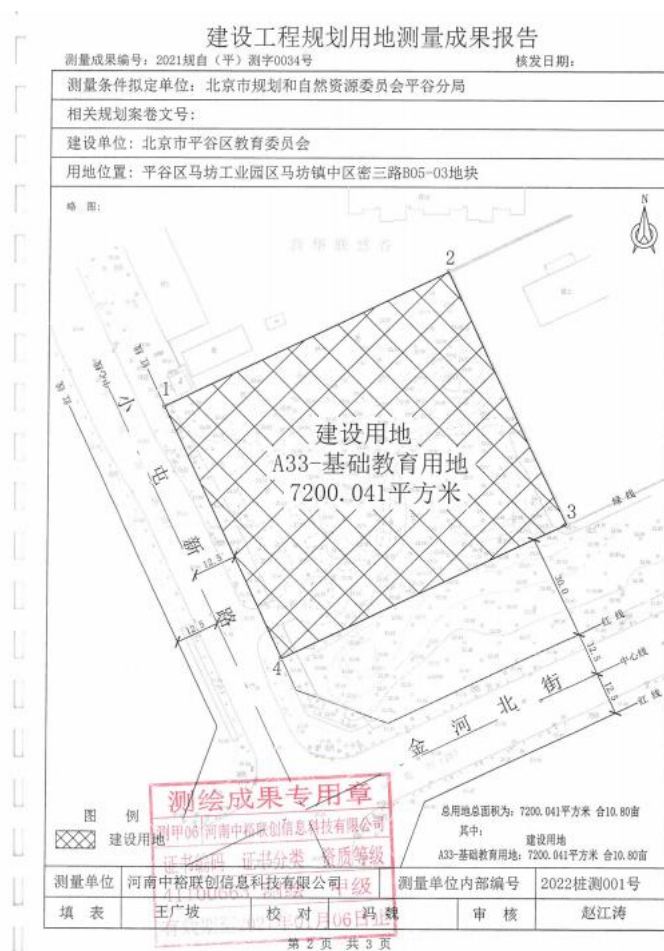 建设工程规划用地测量成果报告
测量成果编号：2021规自（平）测字0034号 核发日期：
测量条件拟定单位：北京市规划和自然资源委员会平谷分局
相关规划案卷文号：
建设单位：北京市平谷区教育委员会
用地位置：平谷区马坊工业园区马坊镇中区密三路B05-03地块
略 图：
N
2
红线
中心线
红线
1
小屯新路
建设用地
A33-基础教育用地
7200.041平方米
3
绿线
12.5
12.5
30.0
红线
12.5
中心线
12.5
红线
4
金河北街
测绘成果专用章
测甲06 河南中裕联创信息科技有限公司
证书编码 证书分类 资质等级
图 例
建设用地
总用地总面积为：7200.041平方米 合10.80亩
其中：
建设用地
A33-基础教育用地：7200.041平方米 合10.80亩
测量单位 河南中裕联创信息科技有限公司 测量单位内部编号 2022桩测001号
填 表 王广坡 校 对 冯魏 审 核 赵江涛
第 2 页 共 3 页